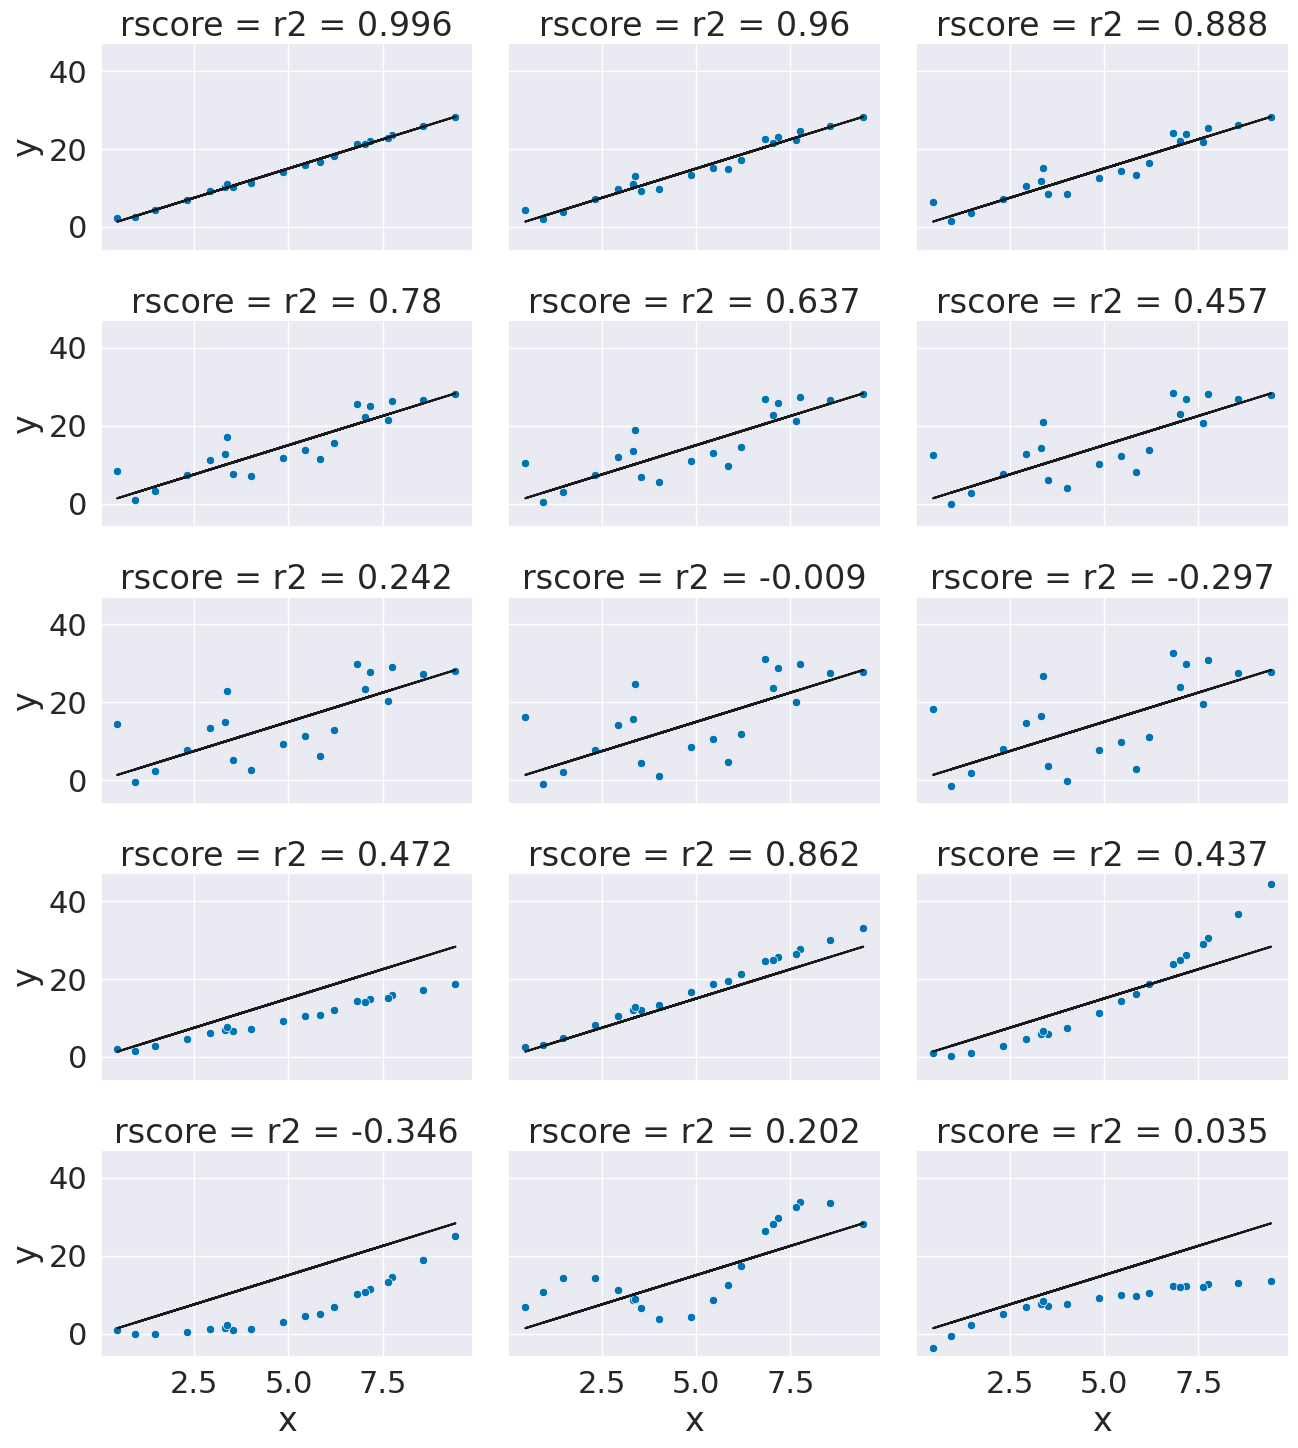 rscore = r2 = 0.996
rscore = r2 = 0.96
rscore = r2 = 0.888
40
20
0
y
rscore = r2 = 0.78
rscore = r2 = 0.637
rscore = r2 = 0.457
40
20
0
y
rscore = r2 = 0.242
rscore = r2 = -0.009
rscore = r2 = -0.297
40
20
0
y
rscore = r2 = 0.472
rscore = r2 = 0.862
rscore = r2 = 0.437
40
20
0
y
rscore = r2 = -0.346
rscore = r2 = 0.202
rscore = r2 = 0.035
40
20
0
y
2.5 5.0 7.5
2.5 5.0 7.5
2.5 5.0 7.5
x
x
x